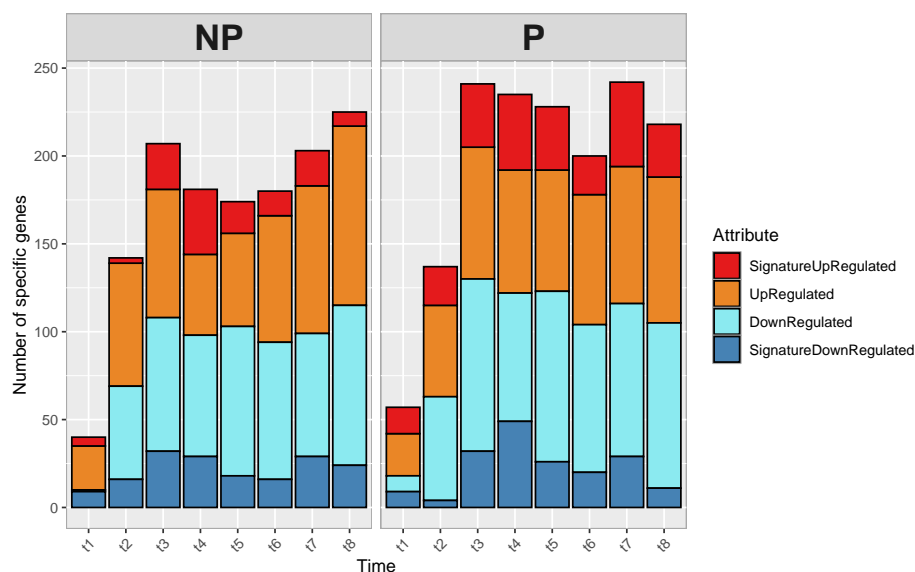 NP
P
Number of specific genes
250
200
150
100
50
0
t1 t2 t3 t4 t5 t6 t7 t8
t1 t2 t3 t4 t5 t6 t7 t8
Time
Attribute
SignatureUpRegulated
UpRegulated
DownRegulated
SignatureDownRegulated